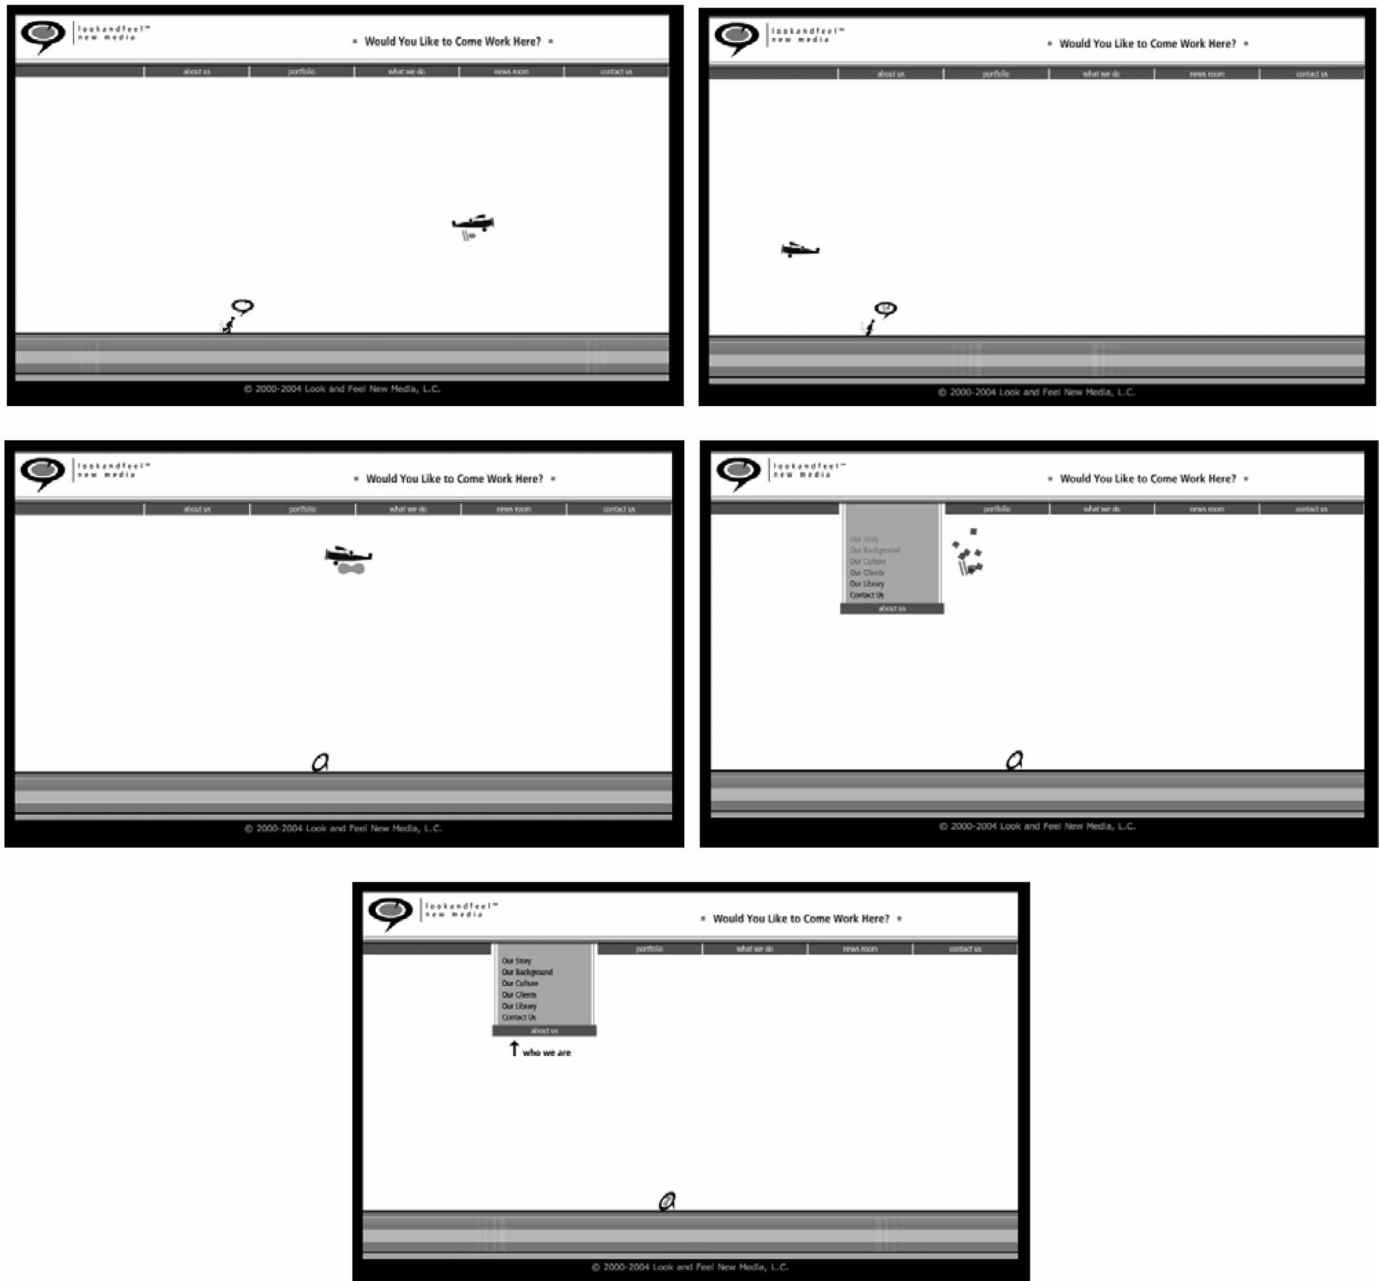 lookandfeel™
new media
▪ Would You Like to Come Work Here? ▪
about us portfolio what we do news room contact us
© 2000-2004 Look and Feel New Media, L.C.
lookandfeel™
new media
▪ Would You Like to Come Work Here? ▪
about us portfolio what we do news room contact us
© 2000-2004 Look and Feel New Media, L.C.
lookandfeel™
new media
▪ Would You Like to Come Work Here? ▪
about us portfolio what we do news room contact us
© 2000-2004 Look and Feel New Media, L.C.
lookandfeel™
new media
▪ Would You Like to Come Work Here? ▪
portfolio what we do news room contact us
Our Story
Our Background
Our Culture
Our Clients
Our Library
Contact Us
about us
© 2000-2004 Look and Feel New Media, L.C.
lookandfeel™
new media
▪ Would You Like to Come Work Here? ▪
portfolio what we do news room contact us
Our Story
Our Background
Our Culture
Our Clients
Our Library
Contact Us
about us
who we are
© 2000-2004 Look and Feel New Media, L.C.